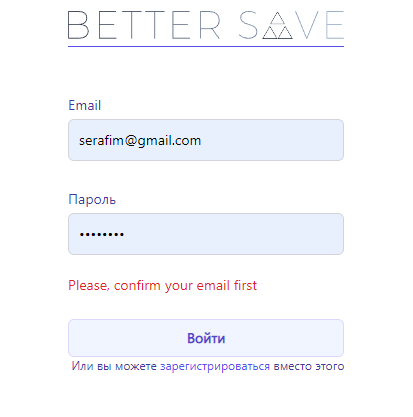 BETTER SAVE
Email
serafim@gmail.com
Пароль
••••••••
Please, confirm your email first
Войти
Или вы можете зарегистрироваться вместо этого